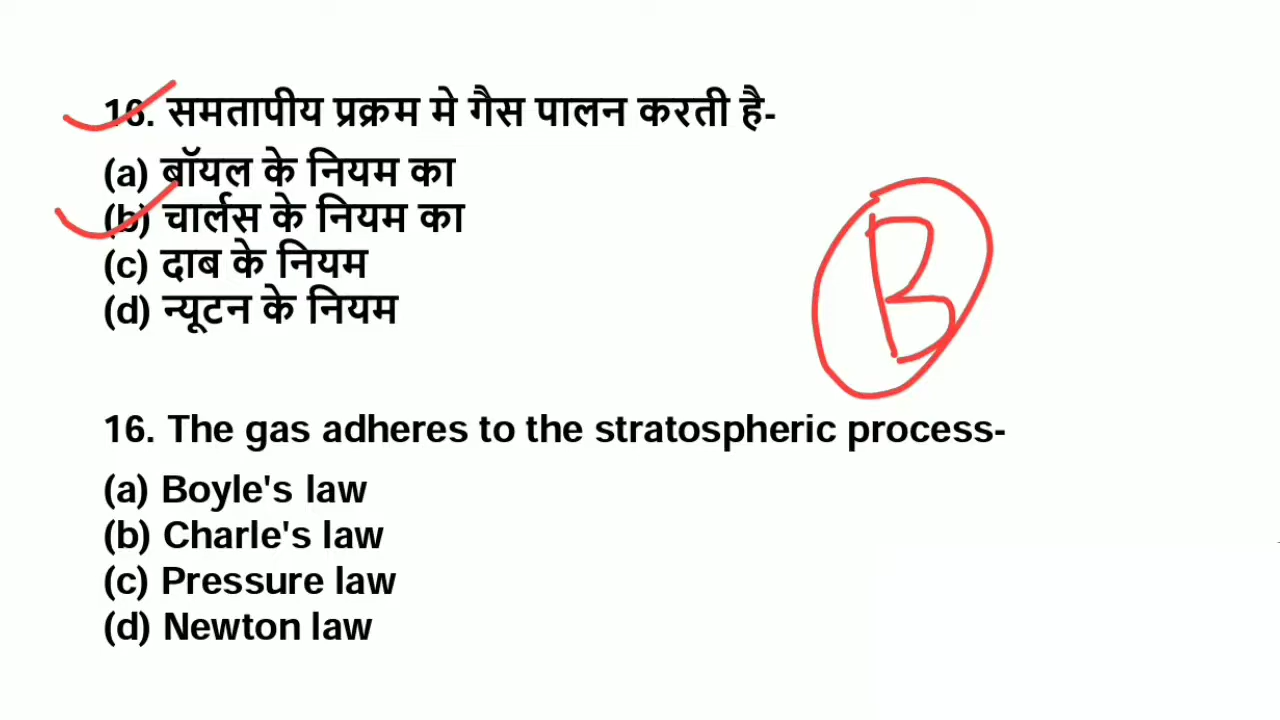 16. समतापीय प्रक्रम मे गैस पालन करती है-
(a) बॉयल के नियम का
(b) चार्लस के नियम का
(c) दाब के नियम
(d) न्यूटन के नियम
B
16. The gas adheres to the stratospheric process-
(a) Boyle's law
(b) Charle's law
(c) Pressure law
(d) Newton law